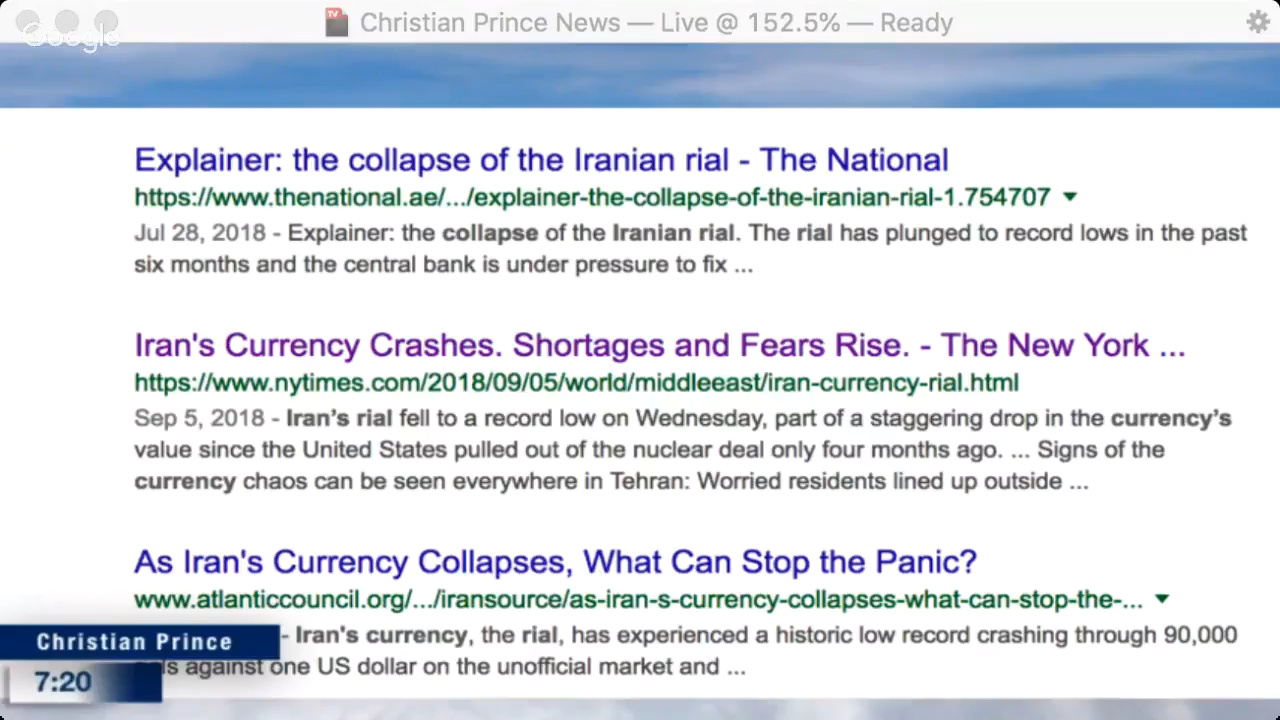 Christian Prince News — Live @ 152.5% — Ready
Google
Explainer: the collapse of the Iranian rial - The National
https://www.thenational.ae/.../explainer-the-collapse-of-the-iranian-rial-1.754707
Jul 28, 2018 - Explainer: the collapse of the Iranian rial. The rial has plunged to record lows in the past
six months and the central bank is under pressure to fix ...
Iran's Currency Crashes. Shortages and Fears Rise. - The New York ...
https://www.nytimes.com/2018/09/05/world/middleeast/iran-currency-rial.html
Sep 5, 2018 - Iran’s rial fell to a record low on Wednesday, part of a staggering drop in the currency’s
value since the United States pulled out of the nuclear deal only four months ago. ... Signs of the
currency chaos can be seen everywhere in Tehran: Worried residents lined up outside ...
As Iran's Currency Collapses, What Can Stop the Panic?
www.atlanticcouncil.org/.../iransource/as-iran-s-currency-collapses-what-can-stop-the-...
- Iran's currency, the rial, has experienced a historic low record crashing through 90,000
against one US dollar on the unofficial market and ...
Christian Prince
7:20